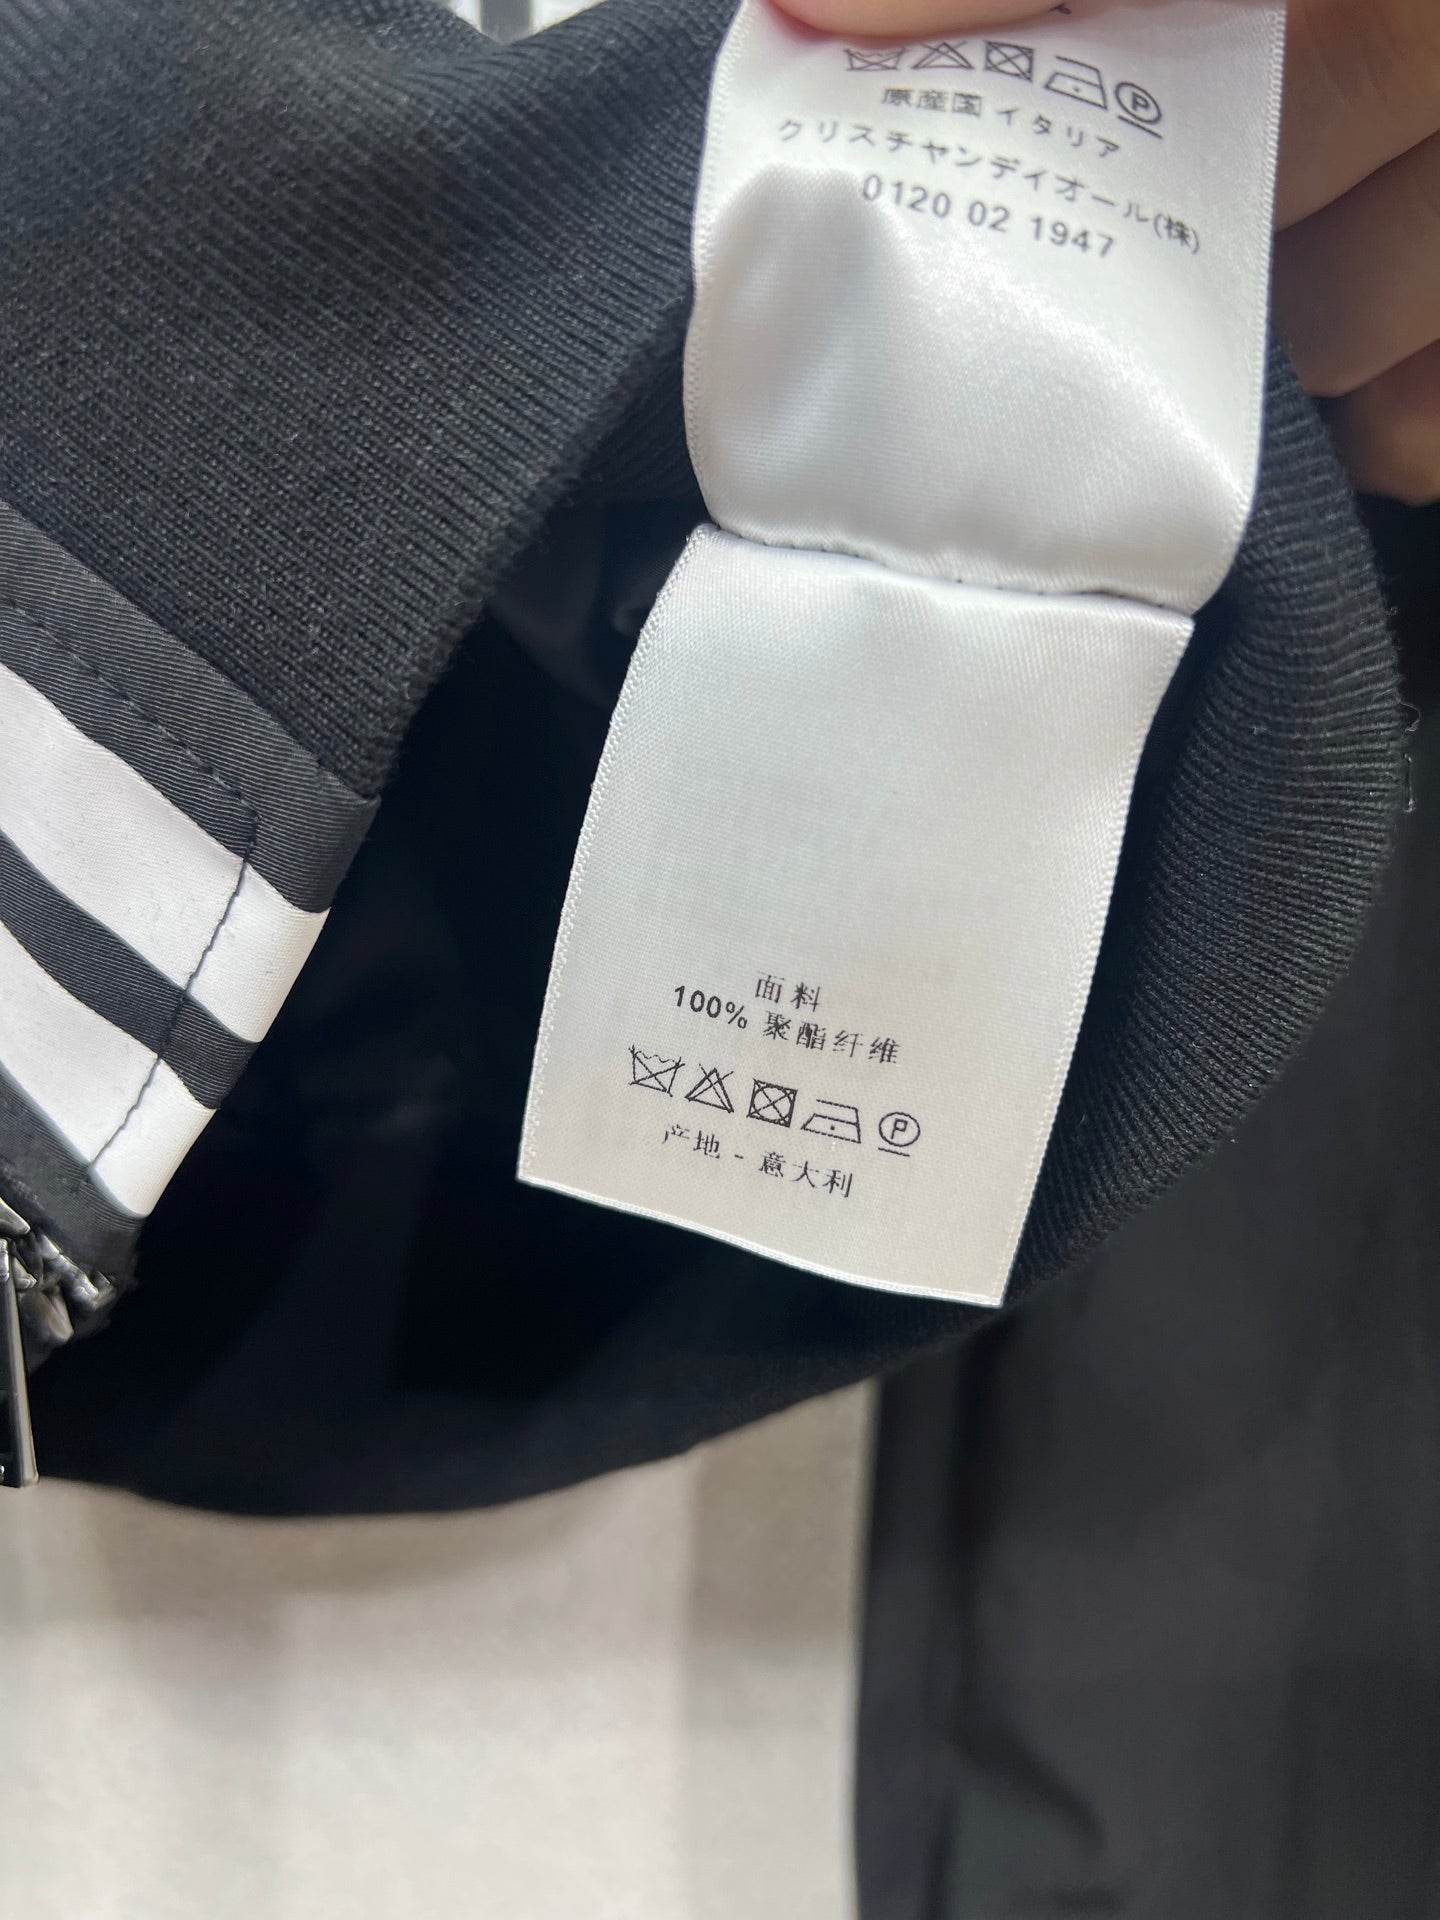 原産国 イタリア
クリスチャンディオール(株)
0120 02 1947
面料
100% 聚酯纤维
P
产地 - 意大利